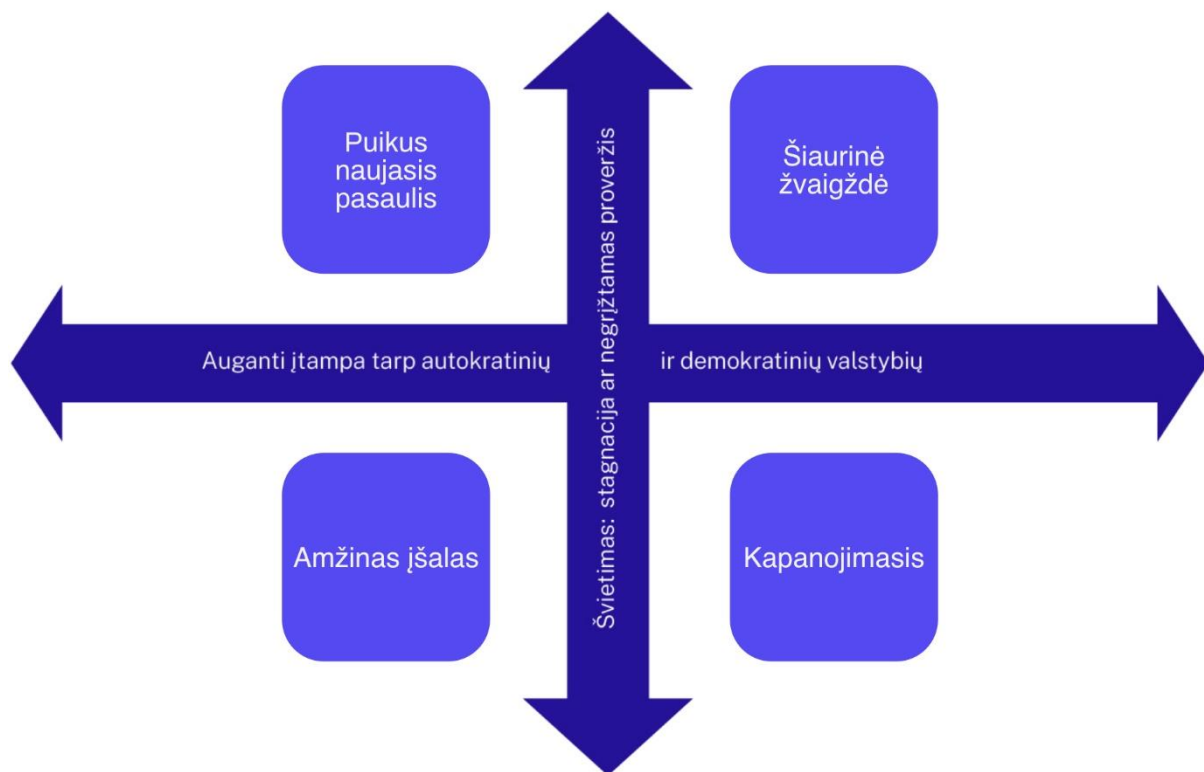 Puikus
naujasis
pasaulis
Šiaurinė
žvaigždė
Auganti įtampa tarp autokratinių ir demokratinių valstybių
Švietimas: stagnacija ar negrįžtamas proveržis
Amžinas įšalas
Kapanojimasis